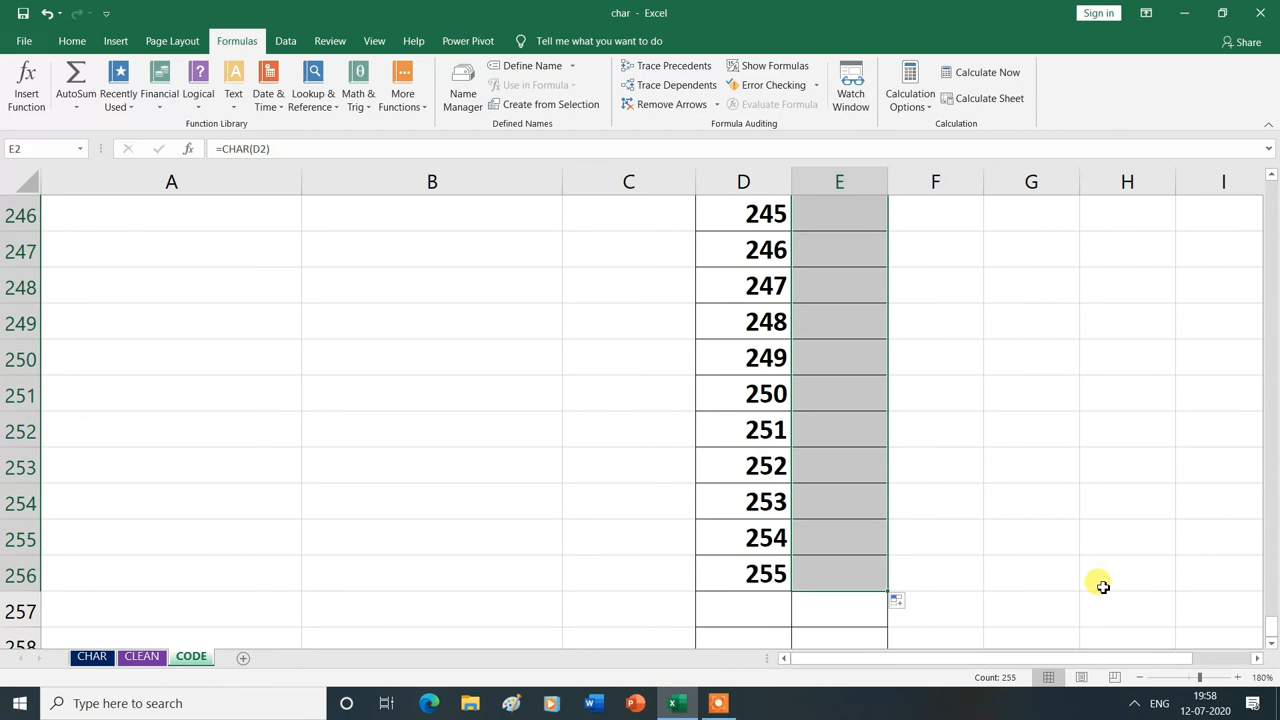 char - Excel
Sign in
File Home Insert Page Layout Formulas Data Review View Help Power Pivot Tell me what you want to do Share
Insert Function
AutoSum
Recently Used
Financial
Logical
Text
Date & Time
Lookup & Reference
Math & Trig
More Functions
Function Library
Name Manager
Define Name
Use in Formula
Create from Selection
Defined Names
Trace Precedents
Trace Dependents
Remove Arrows
Show Formulas
Error Checking
Evaluate Formula
Formula Auditing
Watch Window
Calculation Options
Calculate Now
Calculate Sheet
Calculation
E2 fx =CHAR(D2)
A B C D E F G H I
246 245
247 246
248 247
249 248
250 249
251 250
252 251
253 252
254 253
255 254
256 255
257
258
CHAR CLEAN CODE
Count: 255 180%
Type here to search
ENG
19:58
12-07-2020